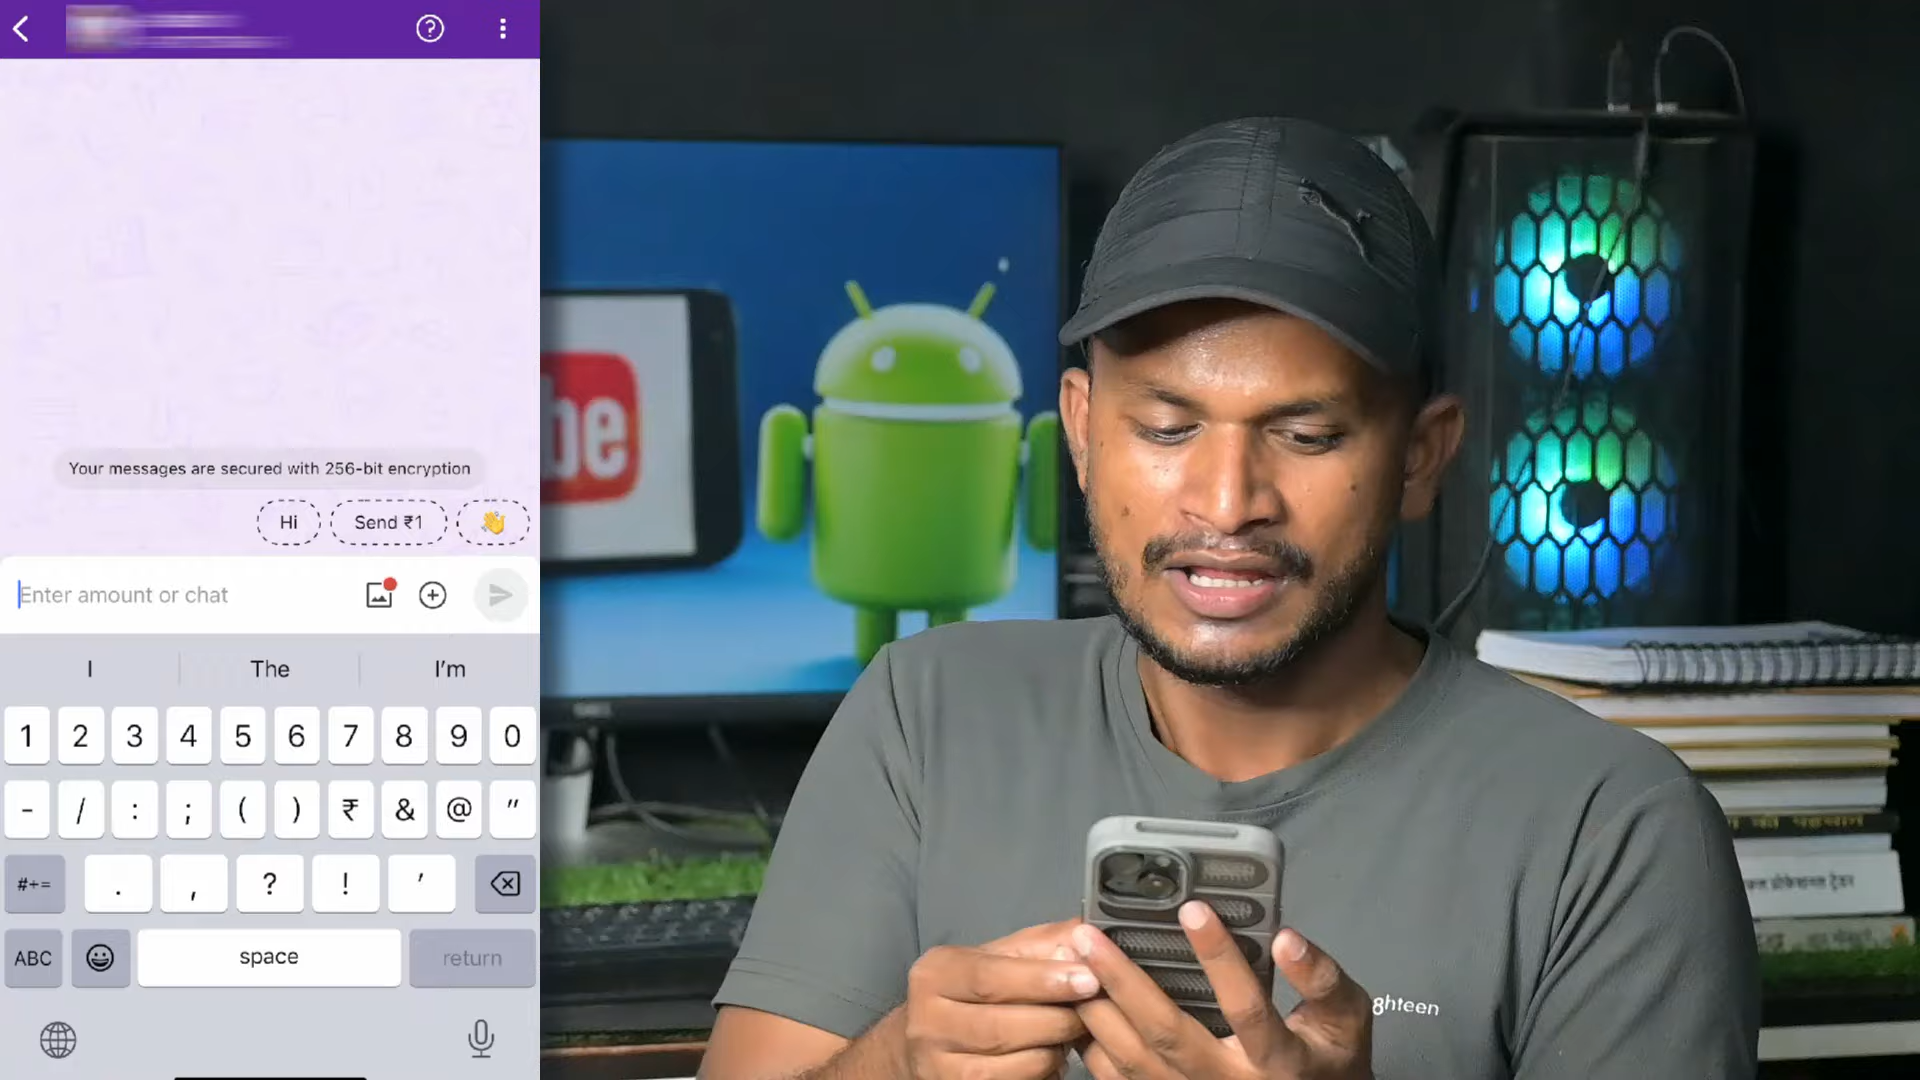 Your messages are secured with 256-bit encryption
Hi
Send ₹1
Enter amount or chat
I
The
I'm
1 2 3 4 5 6 7 8 9 0
- / : ; ( ) ₹ & @ "
#+= . , ? ! '
ABC
space
return
be
8hteen